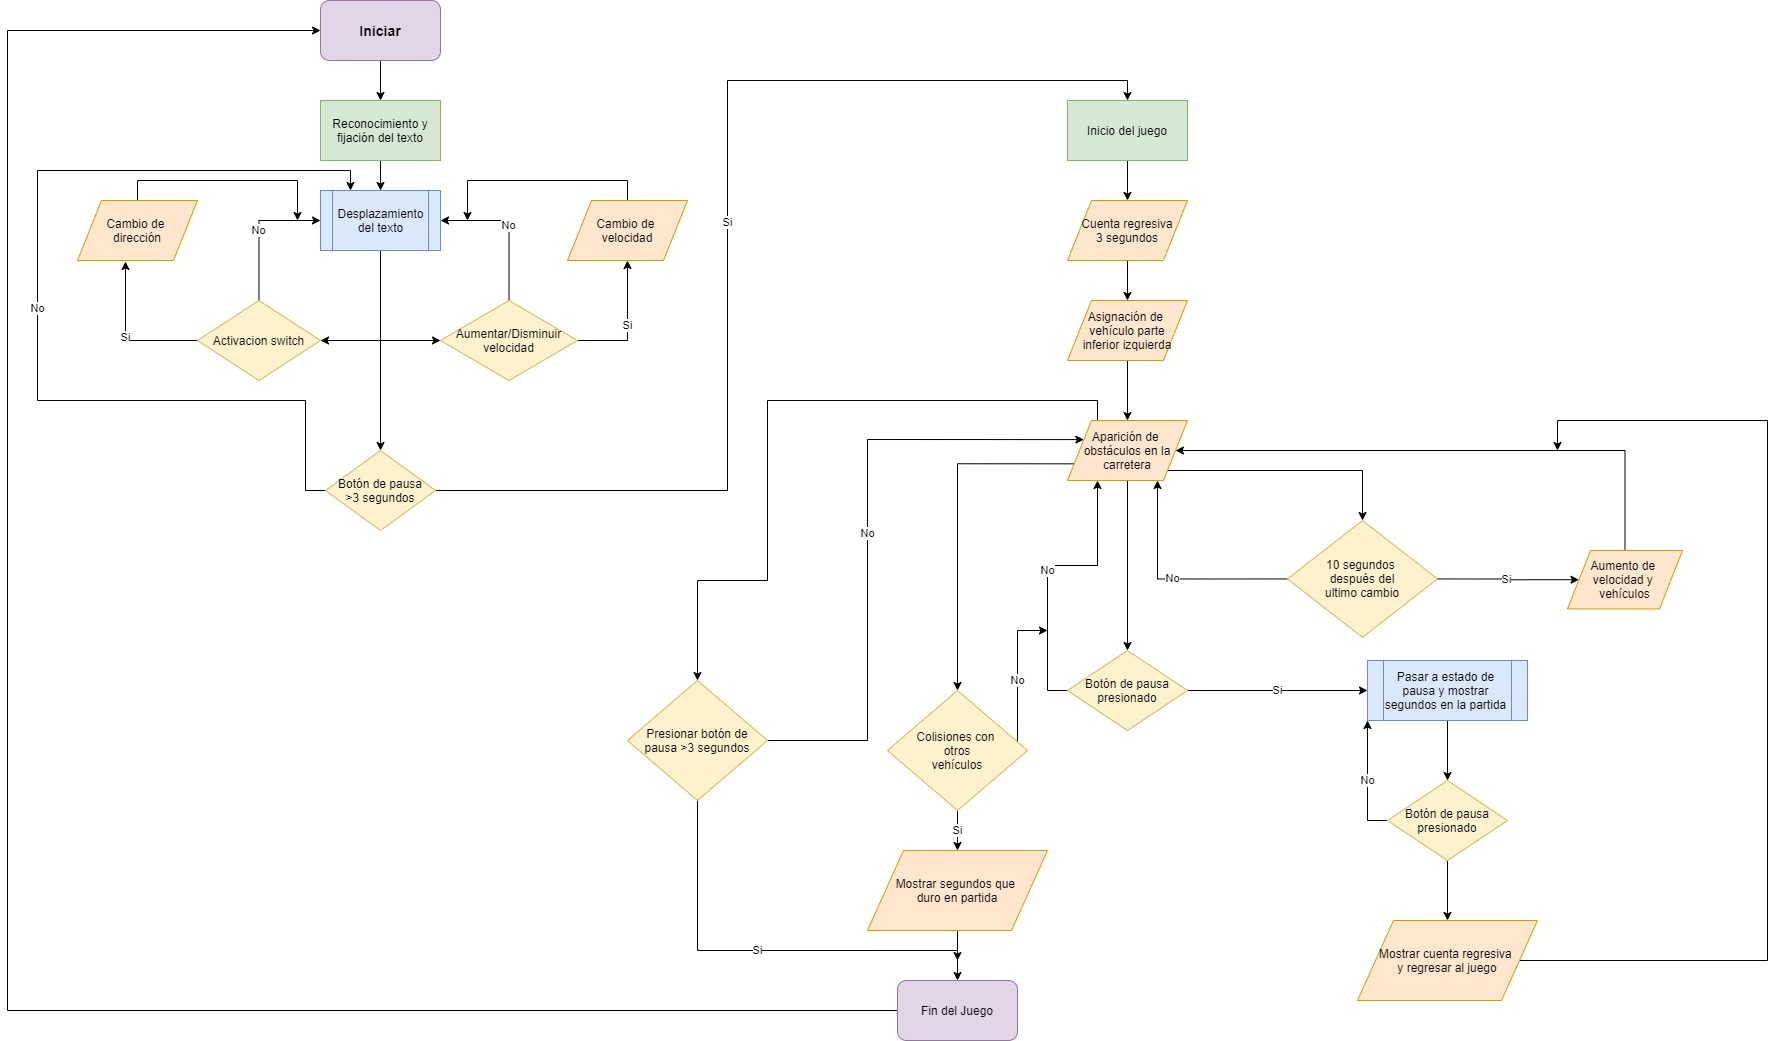 Iniciar
Reconocimiento y
fijación del texto
Inicio del juego
Cambio de
dirección
No
Desplazamiento
del texto
No
Cambio de
velocidad
Si
Cuenta regresiva
3 segundos
No
Si
Activacion switch
Aumentar/Disminuir
velocidad
Si
Asignación de
vehículo parte
inferior izquierda
Botón de pausa
>3 segundos
Aparición de
obstáculos en la
carretera
No
No
No
10 segundos
después del
ultimo cambio
Si
Aumento de
velocidad y
vehículos
Presionar botón de
pausa >3 segundos
Colisiones con
otros
vehículos
No
Botón de pausa
presionado
Si
Pasar a estado de
pausa y mostrar
segundos en la partida
No
Botón de pausa
presionado
Si
Mostrar segundos que
duro en partida
Si
Mostrar cuenta regresiva
y regresar al juego
Fin del Juego